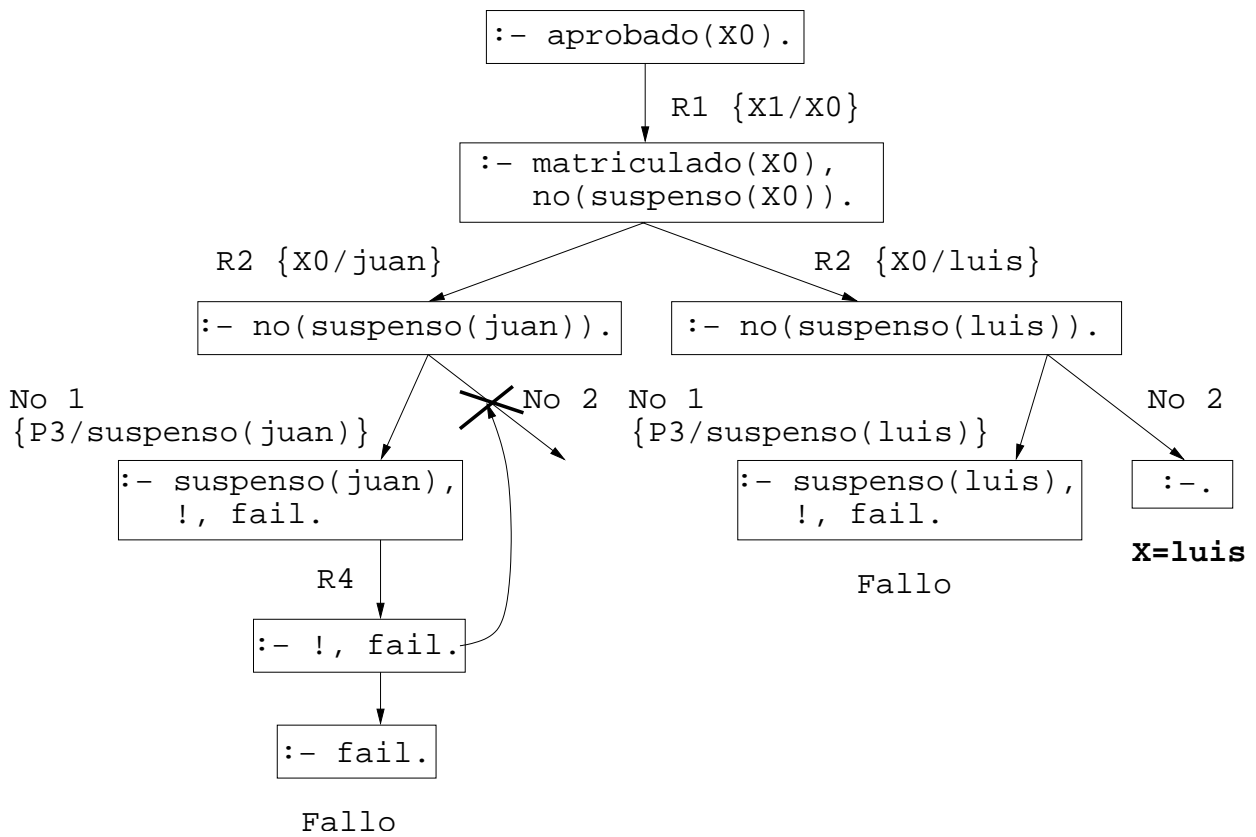 :- aprobado(X0).
R1 {X1/X0}
:- matriculado(X0),
no(suspenso(X0)).
R2 {X0/juan}
R2 {X0/luis}
:- no(suspenso(juan)).
:- no(suspenso(luis)).
No 1
{P3/suspenso(juan)}
No 2
No 1
{P3/suspenso(luis)}
No 2
:- suspenso(juan),
!, fail.
:- suspenso(luis),
!, fail.
:-.
X=luis
R4
Fallo
:- !, fail.
:- fail.
Fallo